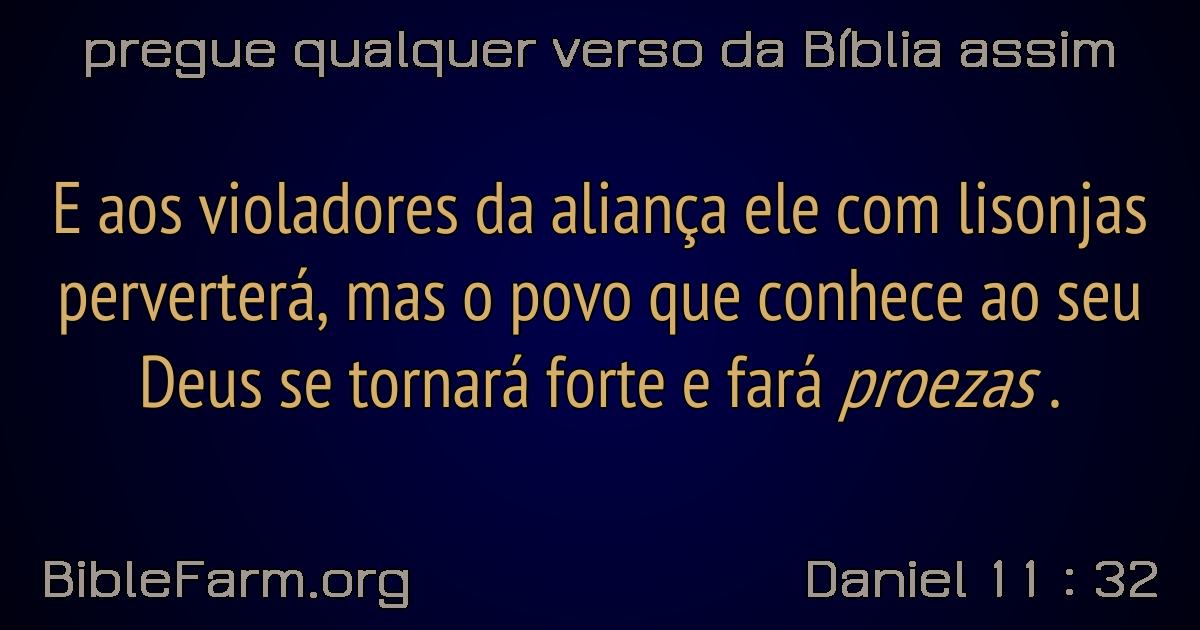 pregue qualquer verso da Bíblia assim
E aos violadores da aliança ele com lisonjas
perverterá, mas o povo que conhece ao seu
Deus se tornará forte e fará proezas .
BibleFarm.org
Daniel 11 : 32